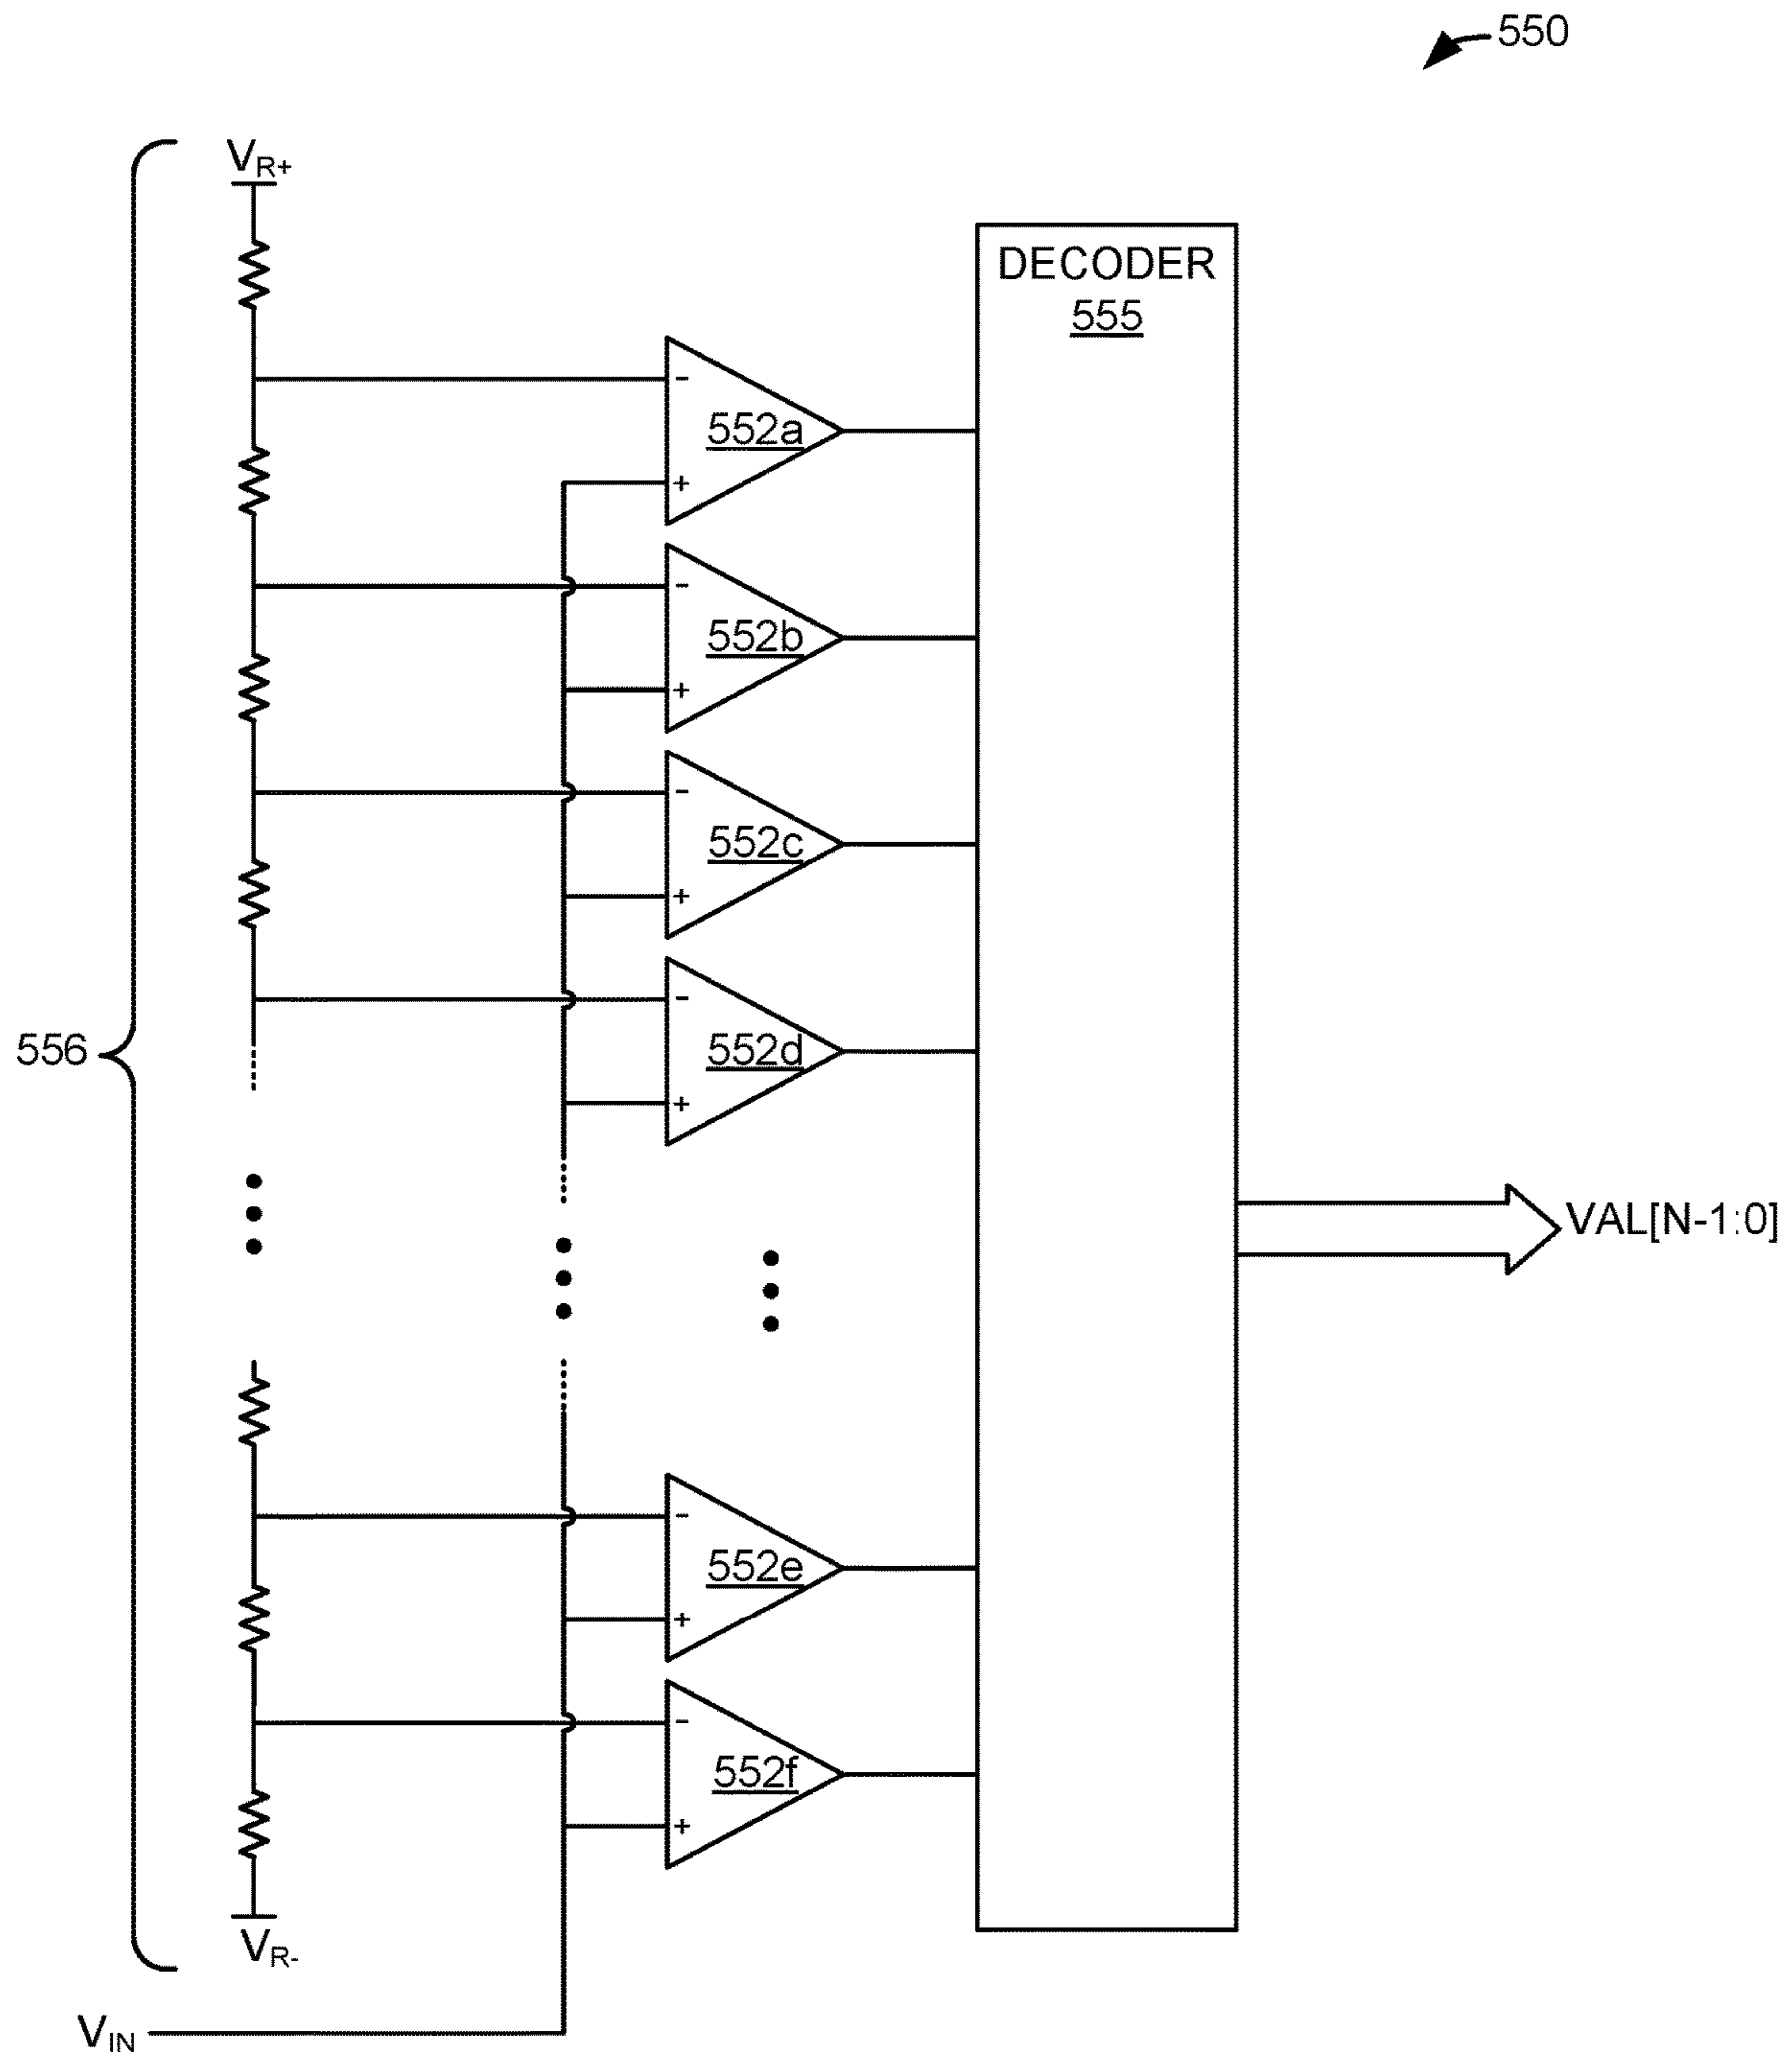 550
VR+
DECODER
555
-
552a
+
-
552b
+
-
552c
+
-
552d
+
556
VAL[N-1:0]
-
552e
+
-
552f
+
VR-
VIN